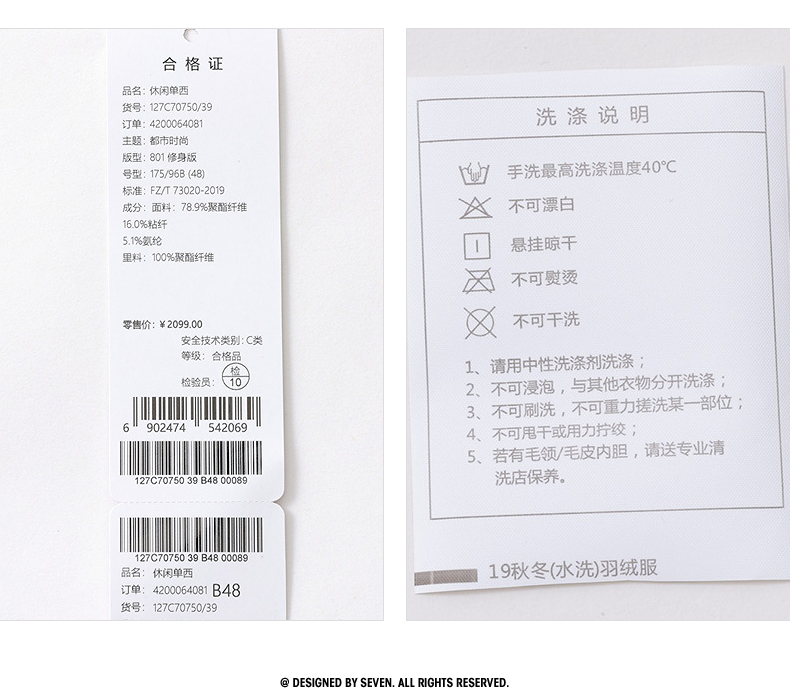 合格证
品名: 休闲单西
货号: 127C70750/39
订单: 4200064081
主题: 都市时尚
版型: 801 修身版
号型: 175/96B (48)
标准: FZ/T 73020-2019
成分: 面料: 78.9%聚酯纤维
16.0%粘纤
5.1%氨纶
里料: 100%聚酯纤维
零售价: ¥2099.00
安全技术类别: C类
等级: 合格品
检验员: 检 10
6 902474 542069
127C70750 39 B48 00089
127C70750 39 B48 00089
品名: 休闲单西
订单: 4200064081 B48
货号: 127C70750/39
洗涤说明
手洗最高洗涤温度40℃
不可漂白
悬挂晾干
不可熨烫
不可干洗
1、请用中性洗涤剂洗涤；
2、不可浸泡，与其他衣物分开洗涤；
3、不可刷洗，不可重力搓洗某一部位；
4、不可甩干或用力拧绞；
5、若有毛领/毛皮内胆，请送专业清
洗店保养。
19秋冬(水洗)羽绒服
@ DESIGNED BY SEVEN. ALL RIGHTS RESERVED.